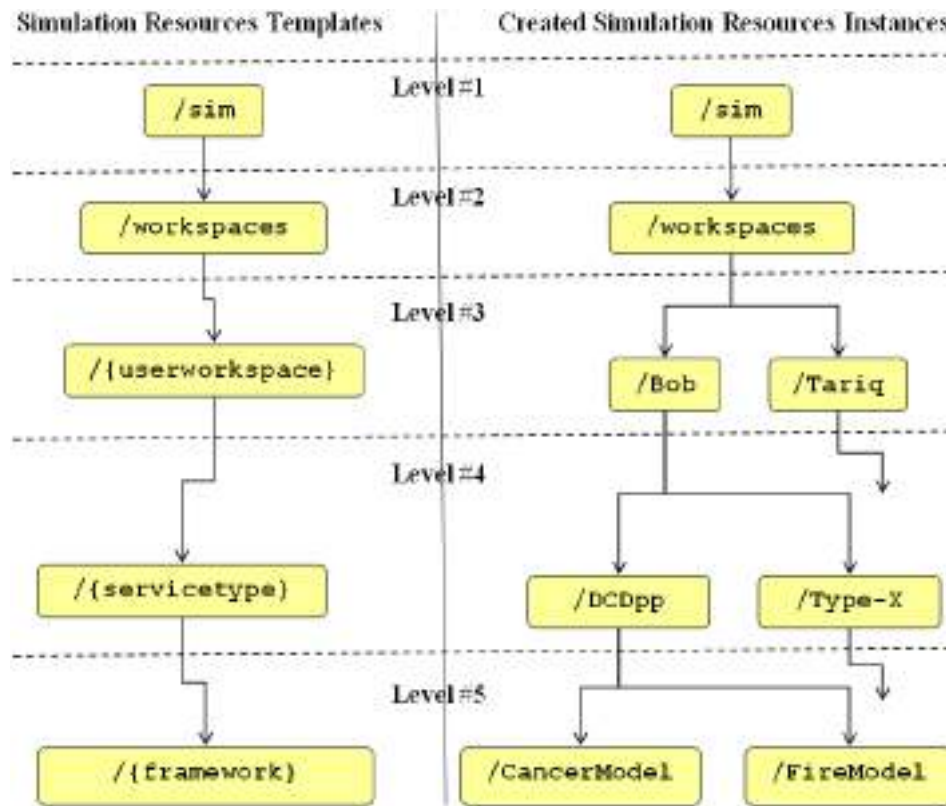 Simulation Resources Templates
Created Simulation Resources Instances
Level #1
/sim
/sim
Level #2
/workspaces
/workspaces
Level #3
/{userworkspace}
/Bob
/Tariq
Level #4
/{servicetype}
/DCDpp
/Type-X
Level #5
/{framework}
/CancerModel
/FireModel